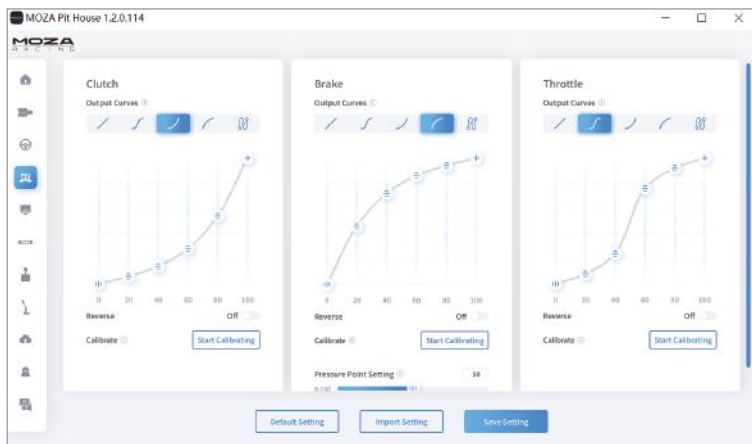 MOZA Pit House 1.2.0.114
MOZA
RACING
Clutch
Output Curves
0 20 40 60 80 100
Reverse Off
Calibrate Start Calibrating
Brake
Output Curves
0 20 40 60 80 100
Reverse Off
Calibrate Start Calibrating
Pressure Point Setting 50
0-100
Throttle
Output Curves
0 20 40 60 80 100
Reverse Off
Calibrate Start Calibrating
Default Setting Import Setting Save Setting